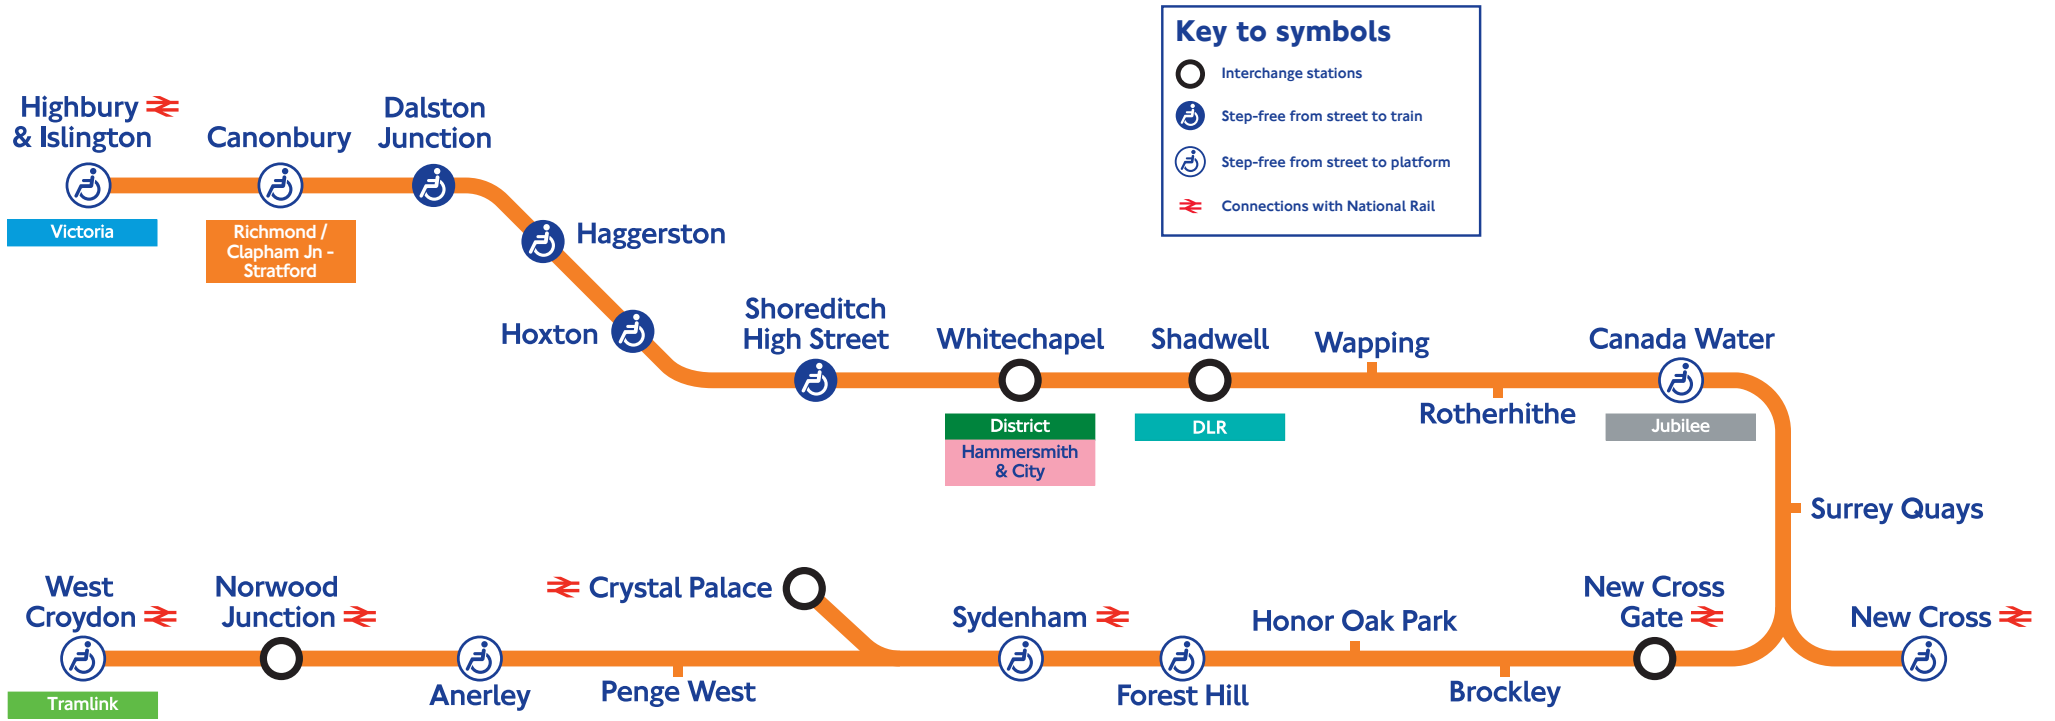 Key to symbols
Interchange stations
Step-free from street to train
Step-free from street to platform
Connections with National Rail
Highbury
& Islington
Victoria
Canonbury
Richmond /
Clapham Jn -
Stratford
Dalston
Junction
Haggerston
Hoxton
Shoreditch
High Street
Whitechapel
District
Hammersmith
& City
Shadwell
DLR
Wapping
Rotherhithe
Canada Water
Jubilee
Surrey Quays
West
Croydon
Tramlink
Norwood
Junction
Anerley
Penge West
Crystal Palace
Sydenham
Forest Hill
Honor Oak Park
Brockley
New Cross
Gate
New Cross